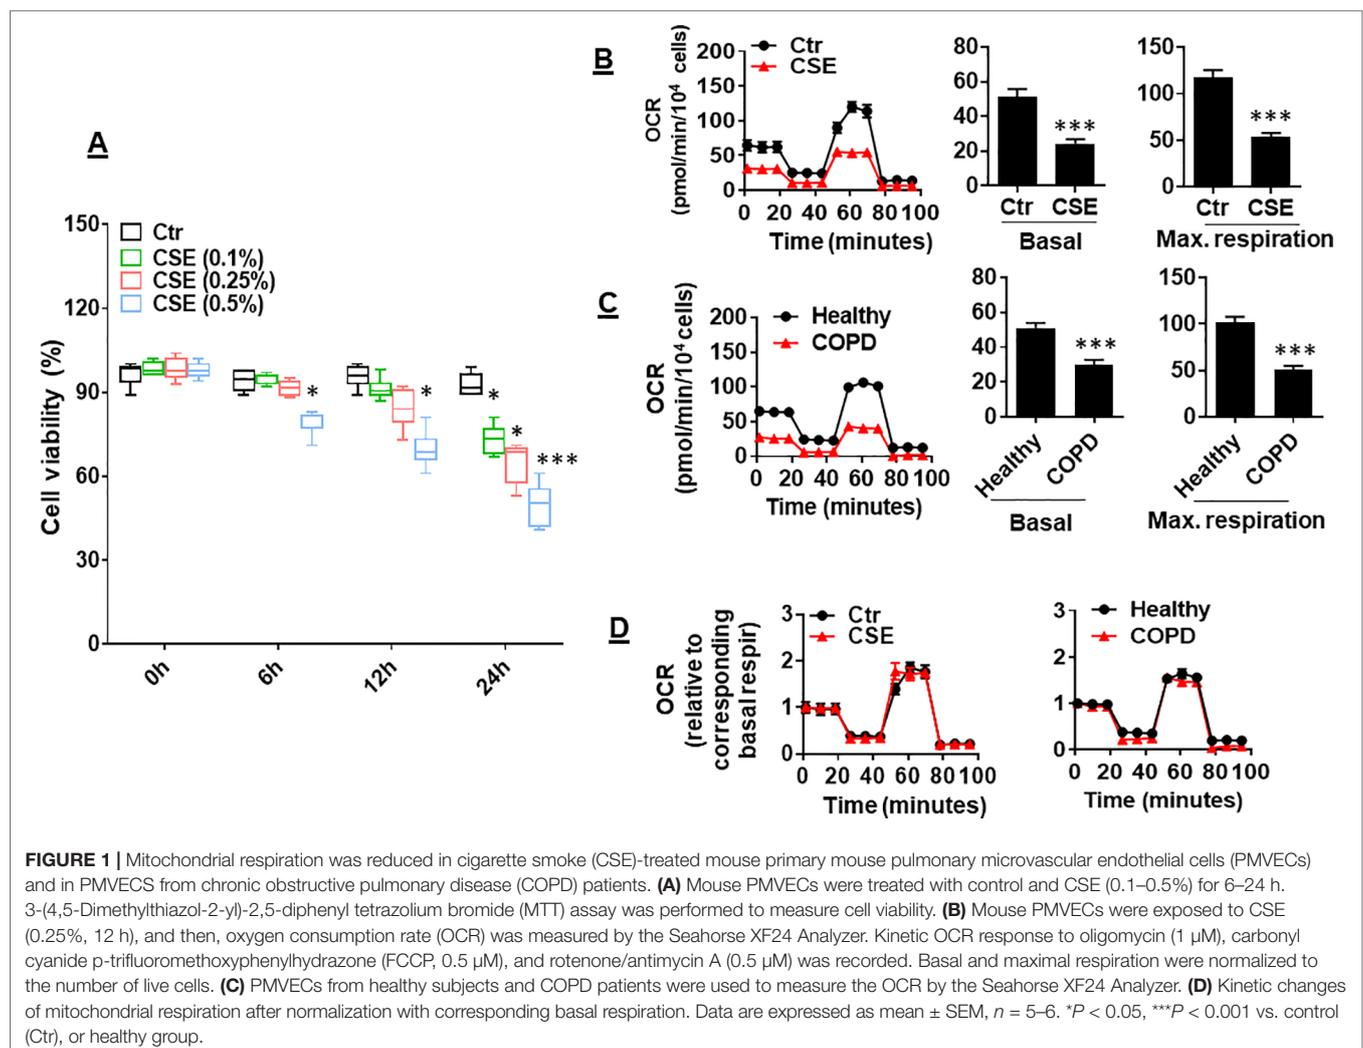 A
150
120
90
60
30
0
Cell viability (%)
Ctr
CSE (0.1%)
CSE (0.25%)
CSE (0.5%)
*
*
*
*
***
0h
6h
12h
24h
B
OCR
(pmol/min/10⁴ cells)
200
150
100
50
0
Ctr
CSE
0 20 40 60 80 100
Time (minutes)
80
60
40
20
0
***
Ctr CSE
Basal
150
100
50
0
***
Ctr CSE
Max. respiration
C
OCR
(pmol/min/10⁴ cells)
200
150
100
50
0
Healthy
COPD
0 20 40 60 80 100
Time (minutes)
80
60
40
20
0
***
Healthy COPD
Basal
150
100
50
0
***
Healthy COPD
Max. respiration
D
OCR
(relative to
corresponding
basal respir)
3
2
1
0
Ctr
CSE
0 20 40 60 80 100
Time (minutes)
3
2
1
0
Healthy
COPD
0 20 40 60 80 100
Time (minutes)
FIGURE 1 | Mitochondrial respiration was reduced in cigarette smoke (CSE)-treated mouse primary mouse pulmonary microvascular endothelial cells (PMVECs)
and in PMVECS from chronic obstructive pulmonary disease (COPD) patients. (A) Mouse PMVECs were treated with control and CSE (0.1–0.5%) for 6–24 h.
3-(4,5-Dimethylthiazol-2-yl)-2,5-diphenyl tetrazolium bromide (MTT) assay was performed to measure cell viability. (B) Mouse PMVECs were exposed to CSE
(0.25%, 12 h), and then, oxygen consumption rate (OCR) was measured by the Seahorse XF24 Analyzer. Kinetic OCR response to oligomycin (1 µM), carbonyl
cyanide p-trifluoromethoxyphenylhydrazone (FCCP, 0.5 µM), and rotenone/antimycin A (0.5 µM) was recorded. Basal and maximal respiration were normalized to
the number of live cells. (C) PMVECs from healthy subjects and COPD patients were used to measure the OCR by the Seahorse XF24 Analyzer. (D) Kinetic changes
of mitochondrial respiration after normalization with corresponding basal respiration. Data are expressed as mean ± SEM, n = 5–6. *P < 0.05, ***P < 0.001 vs. control
(Ctr), or healthy group.